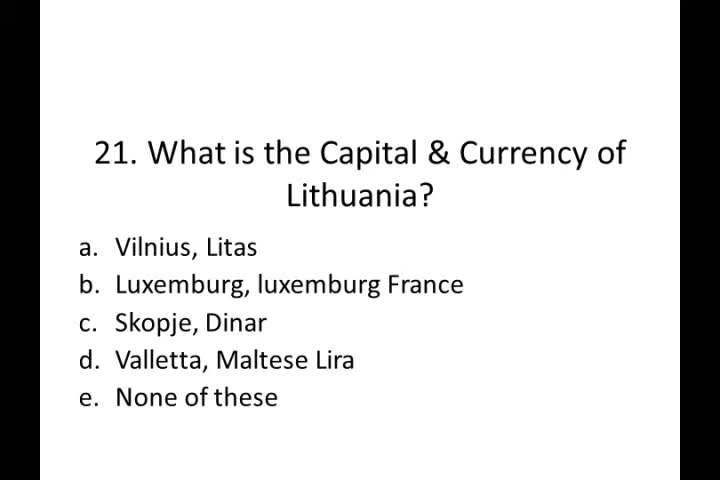 21. What is the Capital & Currency of
Lithuania?
a. Vilnius, Litas
b. Luxemburg, luxemburg France
c. Skopje, Dinar
d. Valletta, Maltese Lira
e. None of these